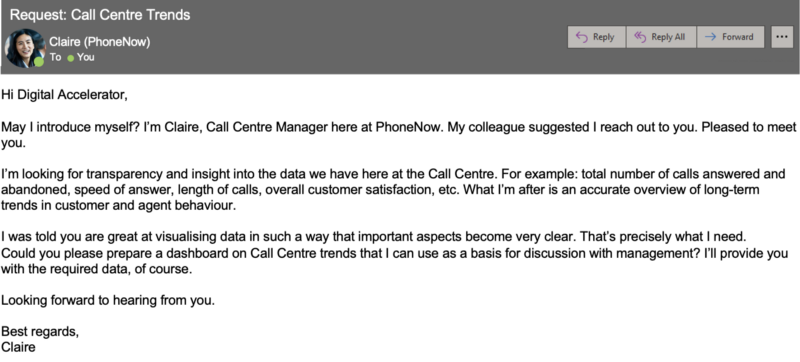 Request: Call Centre Trends
Claire (PhoneNow)
To You
Reply
Reply All
Forward
...
Hi Digital Accelerator,
May I introduce myself? I'm Claire, Call Centre Manager here at PhoneNow. My colleague suggested I reach out to you. Pleased to meet
you.
I'm looking for transparency and insight into the data we have here at the Call Centre. For example: total number of calls answered and
abandoned, speed of answer, length of calls, overall customer satisfaction, etc. What I'm after is an accurate overview of long-term
trends in customer and agent behaviour.
I was told you are great at visualising data in such a way that important aspects become very clear. That's precisely what I need.
Could you please prepare a dashboard on Call Centre trends that I can use as a basis for discussion with management? I'll provide you
with the required data, of course.
Looking forward to hearing from you.
Best regards,
Claire